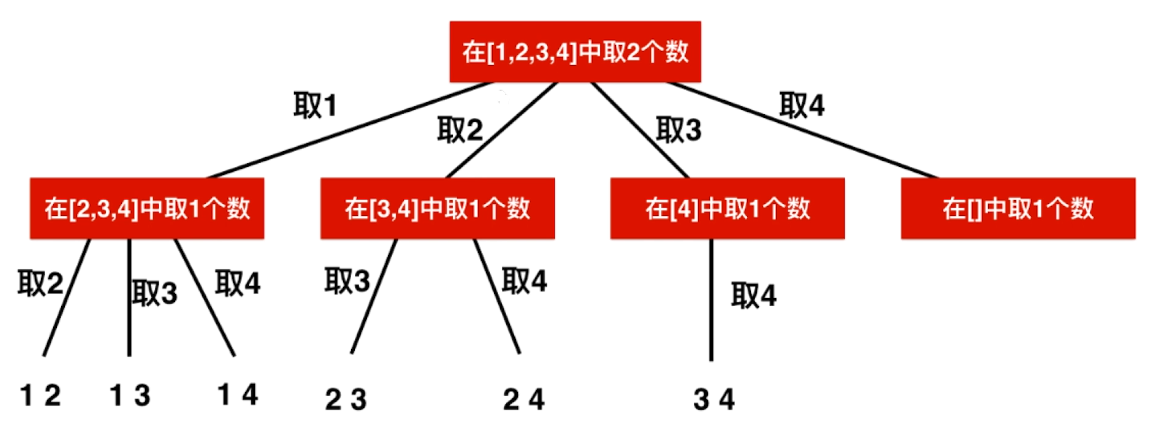 在[1,2,3,4]中取2个数
取1
取2
取3
取4
在[2,3,4]中取1个数
在[3,4]中取1个数
在[4]中取1个数
在[]中取1个数
取2
取3
取4
取3
取4
取4
1 2
1 3
1 4
2 3
2 4
3 4